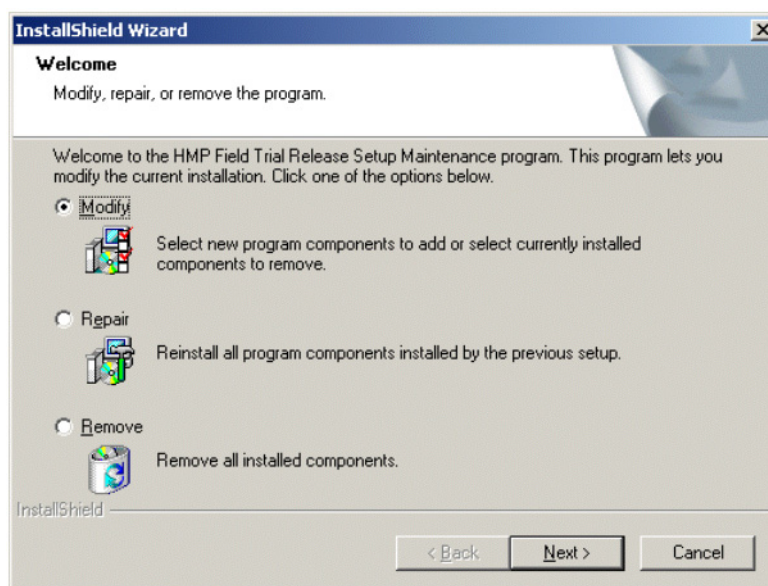 InstallShield Wizard
Welcome
Modify, repair, or remove the program.
Welcome to the HMP Field Trial Release Setup Maintenance program. This program lets you
modify the current installation. Click one of the options below.
Modify
Select new program components to add or select currently installed
components to remove.
Repair
Reinstall all program components installed by the previous setup.
Remove
Remove all installed components.
InstallShield
< Back Next > Cancel